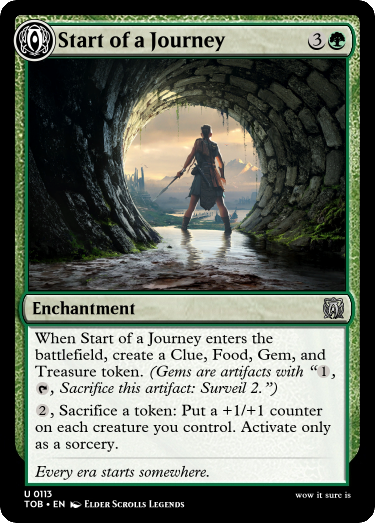 Start of a Journey 3
Enchantment
When Start of a Journey enters the
battlefield, create a Clue, Food, Gem, and
Treasure token. (Gems are artifacts with “1,
, Sacrifice this artifact: Surveil 2.”)
2, Sacrifice a token: Put a +1/+1 counter
on each creature you control. Activate only
as a sorcery.
Every era starts somewhere.
U 0113
TOB • EN Elder Scrolls Legends
wow it sure is